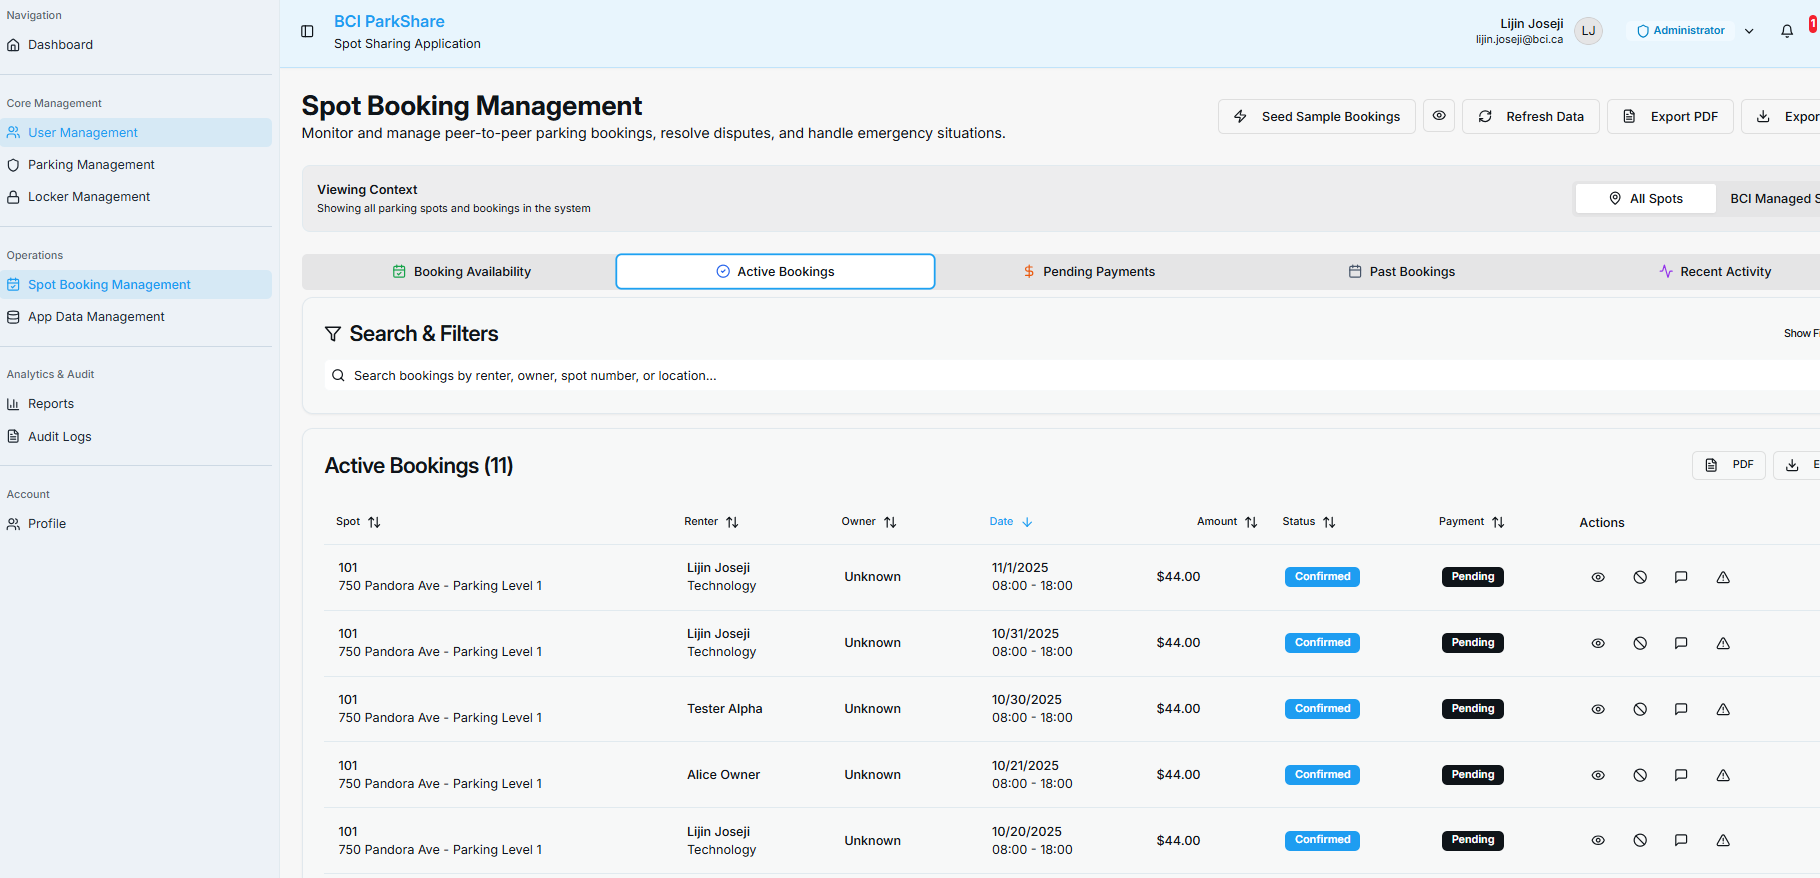 Navigation
Dashboard
Core Management
User Management
Parking Management
Locker Management
Operations
Spot Booking Management
App Data Management
Analytics & Audit
Reports
Audit Logs
Account
Profile
BCI ParkShare
Spot Sharing Application
Lijin Joseji
lijin.joseji@bci.ca
LJ
Administrator
1
Spot Booking Management
Monitor and manage peer-to-peer parking bookings, resolve disputes, and handle emergency situations.
Seed Sample Bookings
Refresh Data
Export PDF
Expor
Viewing Context
Showing all parking spots and bookings in the system
All Spots
BCI Managed S
Booking Availability
Active Bookings
Pending Payments
Past Bookings
Recent Activity
Search & Filters
Show Fi
Search bookings by renter, owner, spot number, or location...
Active Bookings (11)
PDF
E
Spot Renter Owner Date Amount Status Payment Actions
101
750 Pandora Ave - Parking Level 1
Lijin Joseji
Technology
Unknown
11/1/2025
08:00 - 18:00
$44.00
Confirmed
Pending
101
750 Pandora Ave - Parking Level 1
Lijin Joseji
Technology
Unknown
10/31/2025
08:00 - 18:00
$44.00
Confirmed
Pending
101
750 Pandora Ave - Parking Level 1
Tester Alpha
Unknown
10/30/2025
08:00 - 18:00
$44.00
Confirmed
Pending
101
750 Pandora Ave - Parking Level 1
Alice Owner
Unknown
10/21/2025
08:00 - 18:00
$44.00
Confirmed
Pending
101
750 Pandora Ave - Parking Level 1
Lijin Joseji
Technology
Unknown
10/20/2025
08:00 - 18:00
$44.00
Confirmed
Pending